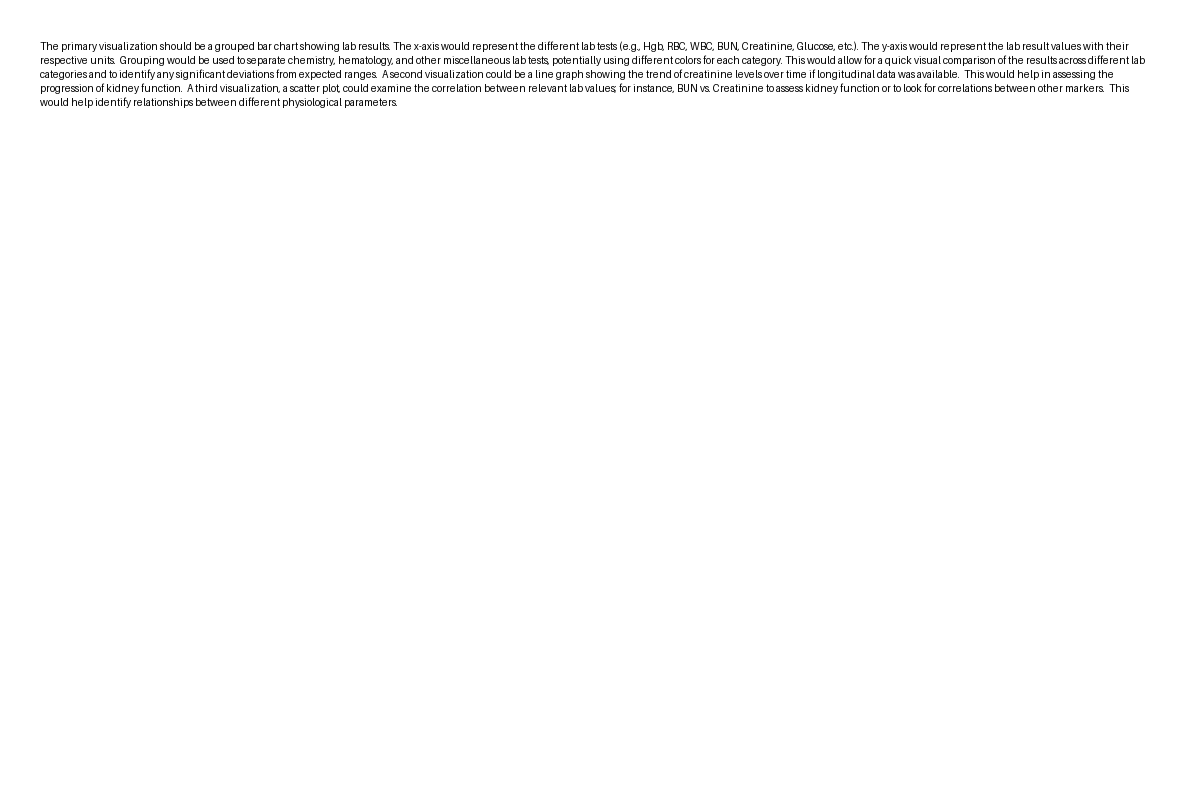 The primary visualization should be a grouped bar chart showing lab results. The x-axis would represent the different lab tests (e.g., Hgb, RBC, WBC, BUN, Creatinine, Glucose, etc.). The y-axis would represent the lab result values with their
respective units.  Grouping would be used to separate chemistry, hematology, and other miscellaneous lab tests, potentially using different colors for each category. This would allow for a quick visual comparison of the results across different lab
categories and to identify any significant deviations from expected ranges.  A second visualization could be a line graph showing the trend of creatinine levels over time if longitudinal data was available.  This would help in assessing the
progression of kidney function.  A third visualization, a scatter plot, could examine the correlation between relevant lab values; for instance, BUN vs. Creatinine to assess kidney function or to look for correlations between other markers.  This
would help identify relationships between different physiological parameters.